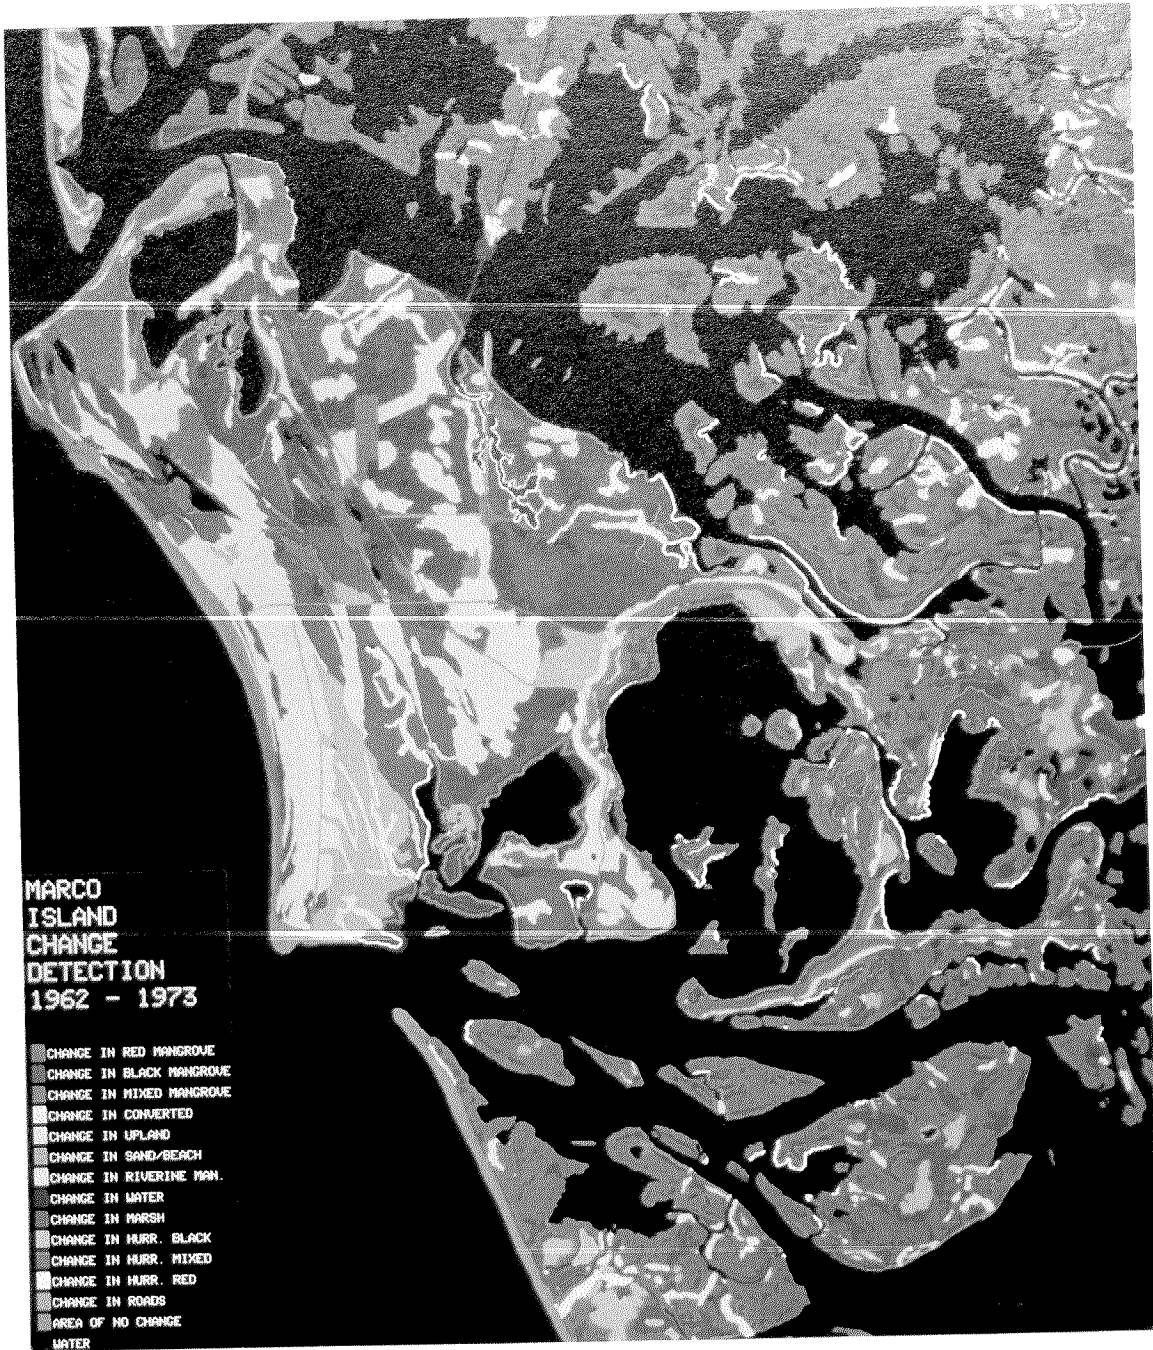 MARCO
ISLAND
CHANGE
DETECTION
1962 - 1973
CHANGE IN RED MANGROVE
CHANGE IN BLACK MANGROVE
CHANGE IN MIXED MANGROVE
CHANGE IN CONVERTED
CHANGE IN UPLAND
CHANGE IN SAND/BEACH
CHANGE IN RIVERINE MAN.
CHANGE IN WATER
CHANGE IN MARSH
CHANGE IN HURR. BLACK
CHANGE IN HURR. MIXED
CHANGE IN HURR. RED
CHANGE IN ROADS
AREA OF NO CHANGE
WATER